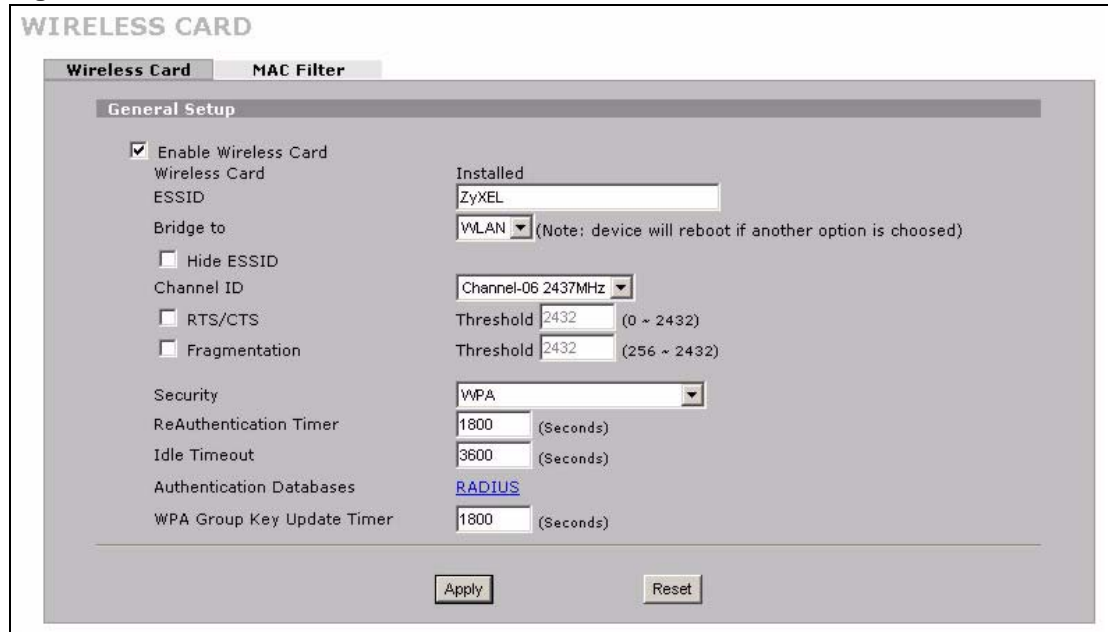 WIRELESS CARD
Wireless Card MAC Filter
General Setup
Enable Wireless Card
Wireless Card Installed
ESSID ZyXEL
Bridge to WLAN (Note: device will reboot if another option is choosed)
Hide ESSID
Channel ID Channel-06 2437MHz
RTS/CTS Threshold 2432 (0 ~ 2432)
Fragmentation Threshold 2432 (256 ~ 2432)
Security WPA
ReAuthentication Timer 1800 (Seconds)
Idle Timeout 3600 (Seconds)
Authentication Databases RADIUS
WPA Group Key Update Timer 1800 (Seconds)
Apply Reset